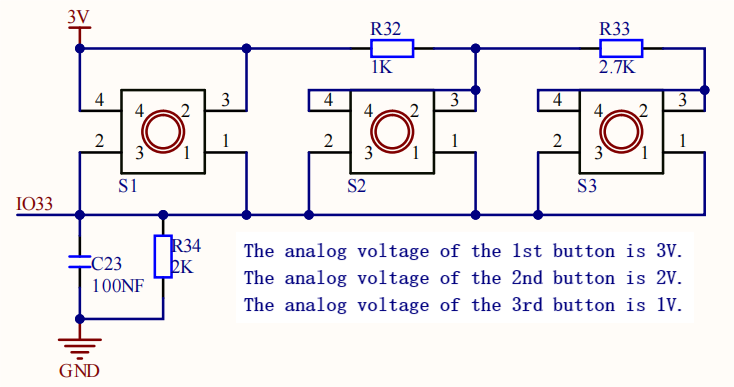 3V
R32
R33
1K
2.7K
4 4 2 3
4 4 2 3
4 4 2 3
2 3 1 1
2 3 1 1
2 3 1 1
S1
S2
S3
IO33
R34
2K
C23
100NF
The analog voltage of the 1st button is 3V.
The analog voltage of the 2nd button is 2V.
The analog voltage of the 3rd button is 1V.
GND